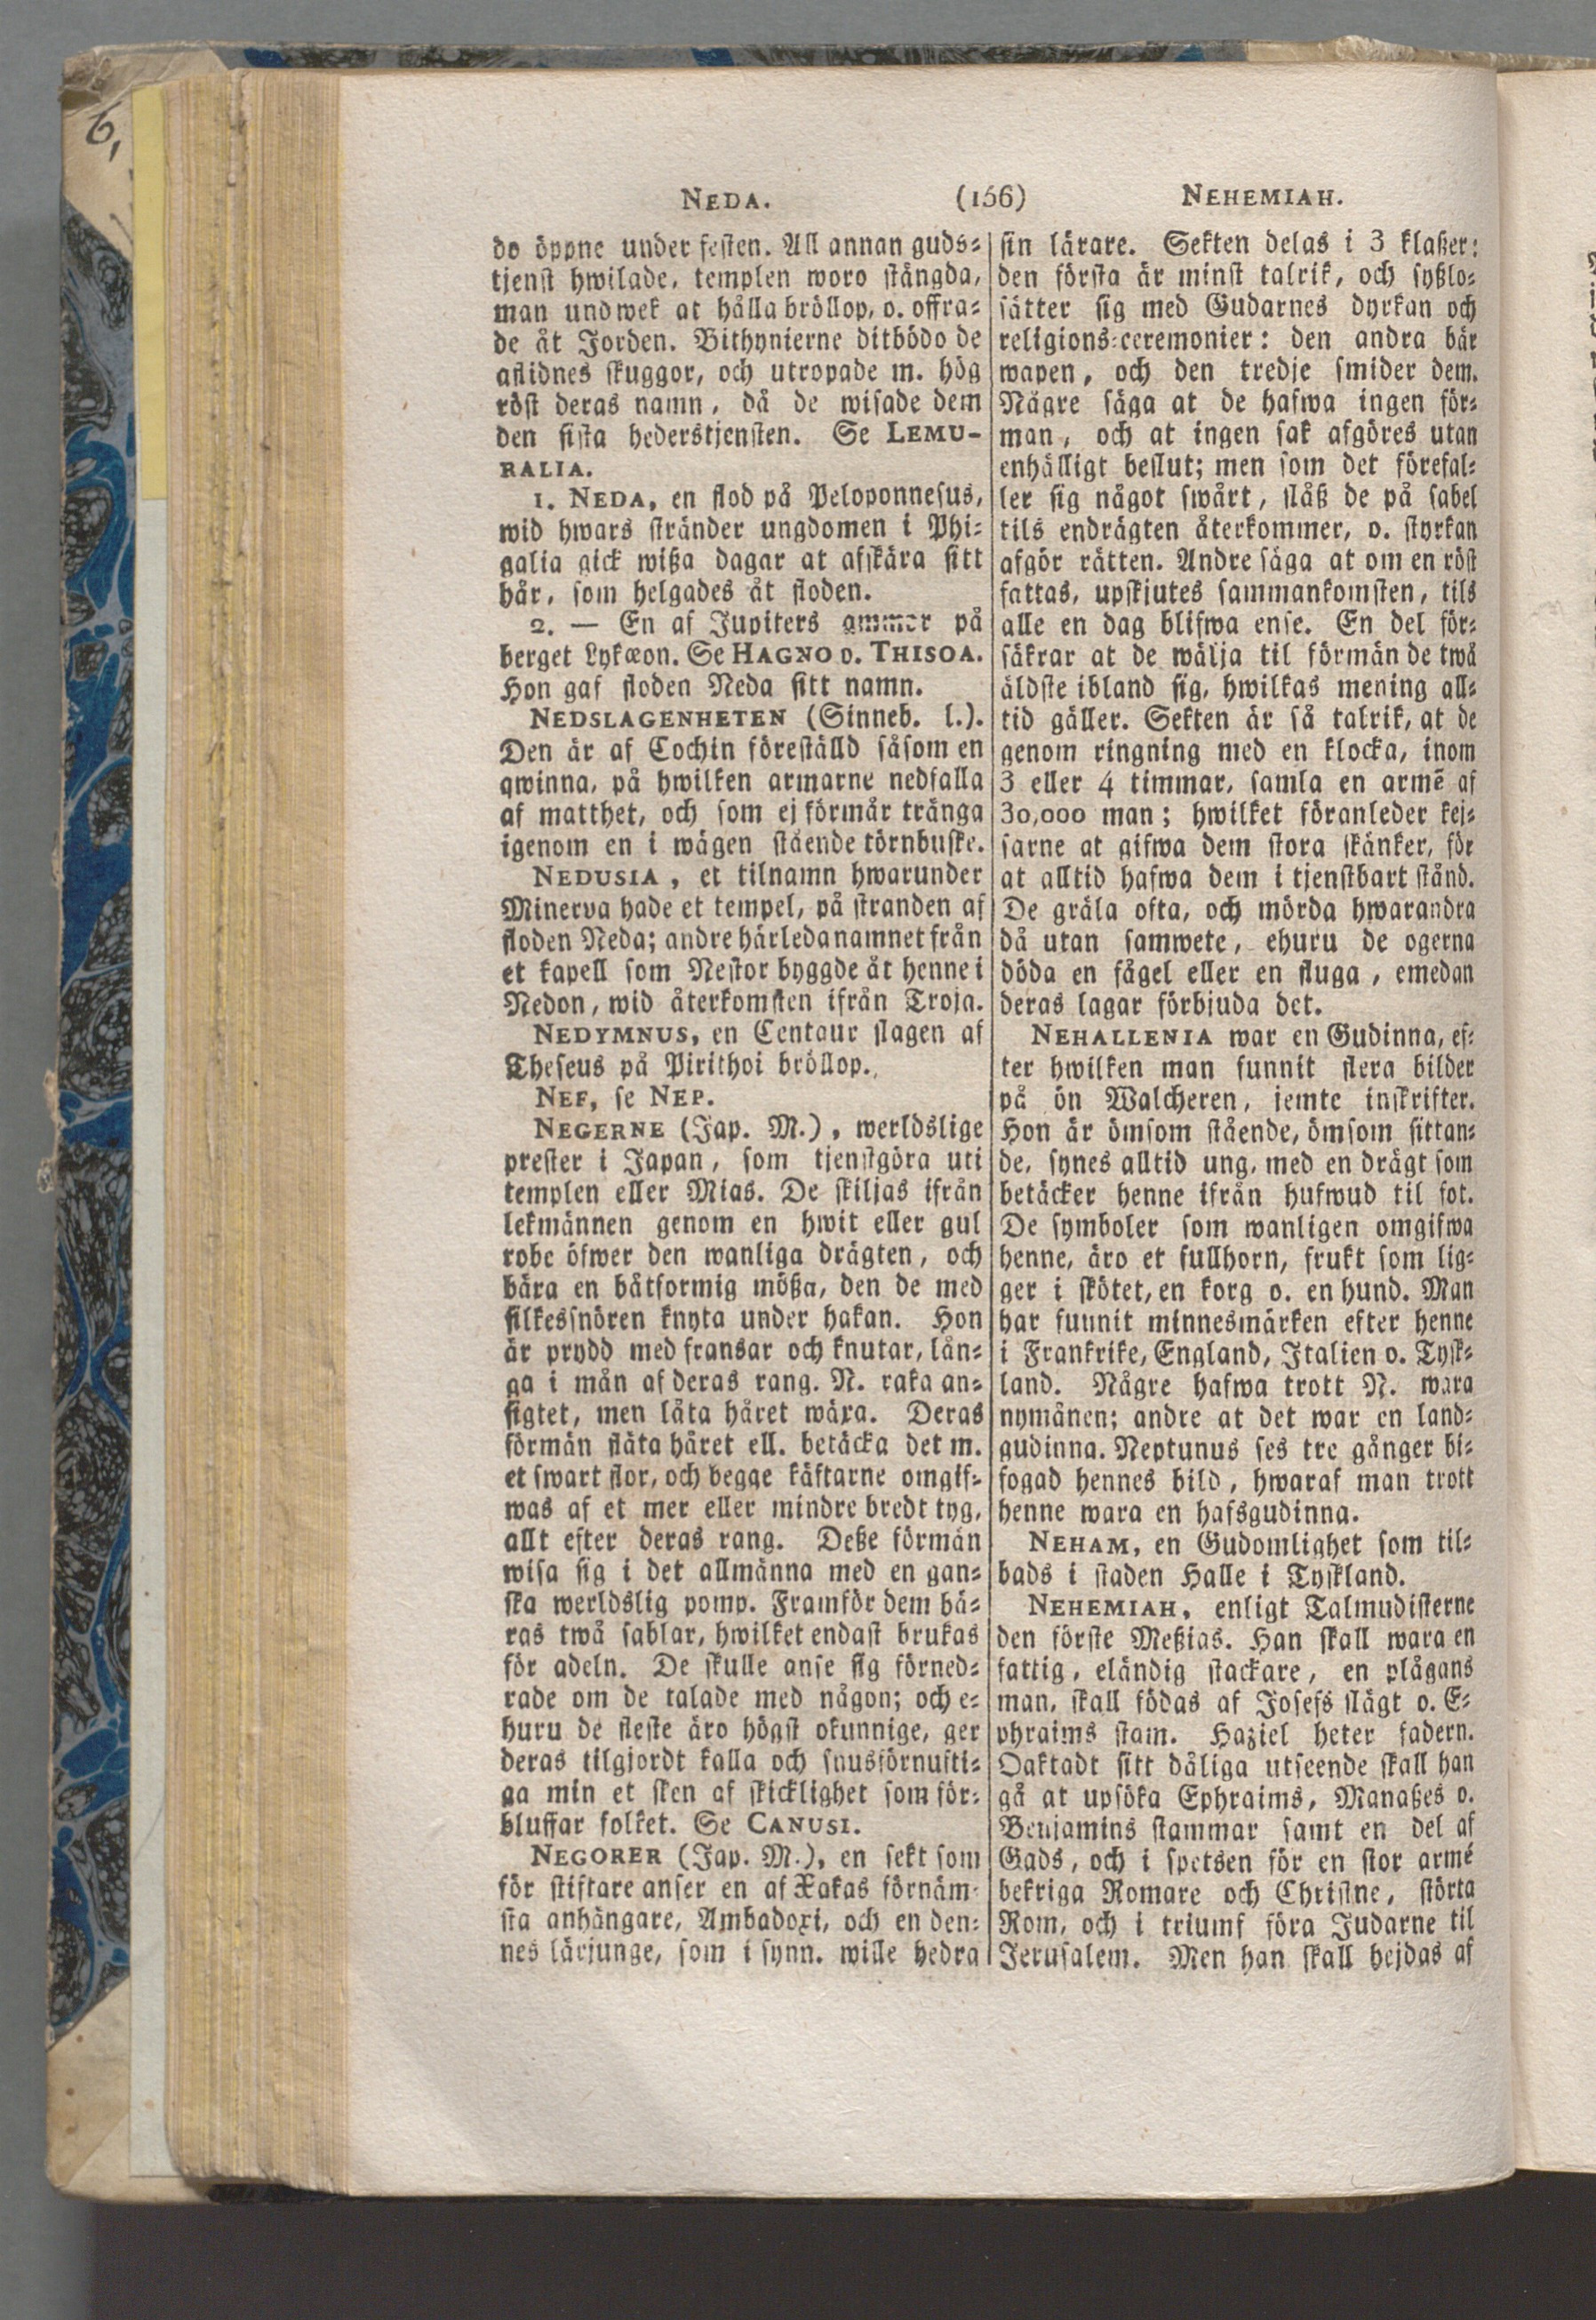 6,
NEDA. (166) NEHEMIAH.
do öppne under festen. All annan guds-
tjenst hwilade, templen woro stängda,
man undwek at hålla bröllop, o. offra-
de åt Jorden. Bithynierne ditbödo de
aflidnes skuggor, och utropade m. hög
röst deras namn, då de wisade dem
den sista hederstjensten. Se LEMU-
RALIA.
1. NEDA, en flod på Peloponnesus,
wid hwars stränder ungdomen i Phi-
galia gick wißa dagar at afskära sitt
hår, som helgades åt floden.
2. — En af Jupiters ammor på
berget Lykæon. Se HAGNO o. THISOA.
Hon gaf floden Neda sitt namn.
NEDSLAGENHETEN (Sinneb. l.).
Den är af Cochin föreställd såsom en
qwinna, på hwilken armarne nedfalla
af matthet, och som ej förmår tränga
igenom en i wägen stående törnbuske.
NEDUSIA, et tilnamn hwarunder
Minerva hade et tempel, på stranden af
floden Neda; andre härleda namnet från
et kapell som Nestor byggde åt henne i
Nedon, wid återkomsten ifrån Troja.
NEDYMNUS, en Centaur slagen af
Theseus på Pirithoi bröllop.
NEF, se NEP.
NEGERNE (Jap. M.), werldslige
prester i Japan, som tjenstgöra uti
templen eller Mias. De skiljas ifrån
lekmännen genom en hwit eller gul
robe öfwer den wanliga drägten, och
bära en båtformig mößa, den de med
silkessnören knyta under hakan. Hon
är prydd med fransar och knutar, lån-
ga i mån af deras rang. N. raka an-
sigtet, men låta håret wäxa. Deras
förmän fläta håret ell. betäcka det m.
et swart flor, och begge käftarne omgif-
was af et mer eller mindre bredt tyg,
allt efter deras rang. Deße förmän
wisa sig i det allmänna med en gan-
ska werldslig pomp. Framför dem bä-
ras twå sablar, hwilket endast brukas
för adeln. De skulle anse sig förned-
rade om de talade med någon; och e-
huru de fleste äro högst okunnige, ger
deras tilgjordt kalla och snusförnufti-
ga min et sken af skicklighet som för-
bluffar folket. Se CANUSI.
NEGORER (Jap. M.), en sekt som
för stiftare anser en af Xakas förnäm-
sta anhängare, Ambadoxi, och en den-
nes lärjunge, som i synn. wille hedra
sin lärare. Sekten delas i 3 klaßer:
den första är minst talrik, och syßlo-
sätter sig med Gudarnes dyrkan och
religions-ceremonier: den andra bär
wapen, och den tredje smider dem.
Någre säga at de hafwa ingen för-
man, och at ingen sak afgöres utan
enhälligt beslut; men som det förefal-
ler sig något swårt, slåß de på sabel
tils endrägten återkommer, o. styrkan
afgör rätten. Andre säga at om en röst
fattas, upskjutes sammankomsten, tils
alle en dag blifwa ense. En del för-
säkrar at de wälja til förmän de twå
äldste ibland sig, hwilkas mening all-
tid gäller. Sekten är så talrik, at de
genom ringning med en klocka, inom
3 eller 4 timmar, samla en armé af
30,000 man; hwilket föranleder kej-
sarne at gifwa dem stora skänker, för
at alltid hafwa dem i tjenstbart stånd.
De gräla ofta, och mörda hwarandra
då utan samwete, ehuru de ogerna
döda en fågel eller en fluga, emedan
deras lagar förbjuda det.
NEHALLENIA war en Gudinna, ef-
ter hwilken man funnit flera bilder
på ön Walcheren, jemte inskrifter.
Hon är ömsom stående, ömsom sittan-
de, synes alltid ung, med en drägt som
betäcker henne ifrån hufwud til fot.
De symboler som wanligen omgifwa
henne, äro et fullhorn, frukt som lig-
ger i skötet, en korg o. en hund. Man
har funnit minnesmärken efter henne
i Frankrike, England, Italien o. Tysk-
land. Någre hafwa trott N. wara
nymånen; andre at det war en land-
gudinna. Neptunus ses tre gånger bi-
fogad hennes bild, hwaraf man trott
henne wara en hafsgudinna.
NEHAM, en Gudomlighet som til-
bads i staden Halle i Tyskland.
NEHEMIAH, enligt Talmudisterne
den förste Meßias. Han skall wara en
fattig, eländig stackare, en plågans
man, skall födas af Josefs slägt o. E-
phraims stam. Haziel heter fadern.
Oaktadt sitt dåliga utseende skall han
gå at upsöka Ephraims, Manaßes o.
Benjamins stammar samt en del af
Gads, och i spetsen för en stor armé
bekriga Romare och Christne, störta
Rom, och i triumf föra Judarne til
Jerusalem. Men han skall hejdas af